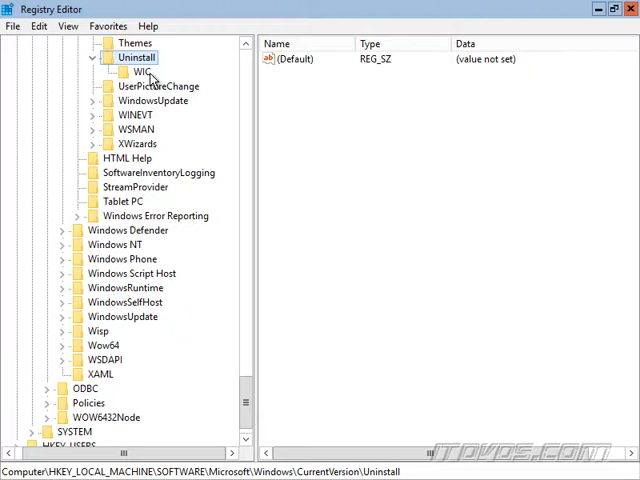 Registry Editor
File Edit View Favorites Help
Themes
Uninstall
WIC
UserPictureChange
WindowsUpdate
WINEVT
WSMAN
XWizards
HTML Help
SoftwareInventoryLogging
StreamProvider
Tablet PC
Windows Error Reporting
Windows Defender
Windows NT
Windows Phone
Windows Script Host
WindowsRuntime
WindowsSelfHost
WindowsUpdate
Wisp
Wow64
WSDAPI
XAML
ODBC
Policies
WOW6432Node
SYSTEM
HKEY_USERS
Name Type Data
ab (Default) REG_SZ (value not set)
ITDVDS.COM
Computer\HKEY_LOCAL_MACHINE\SOFTWARE\Microsoft\Windows\CurrentVersion\Uninstall